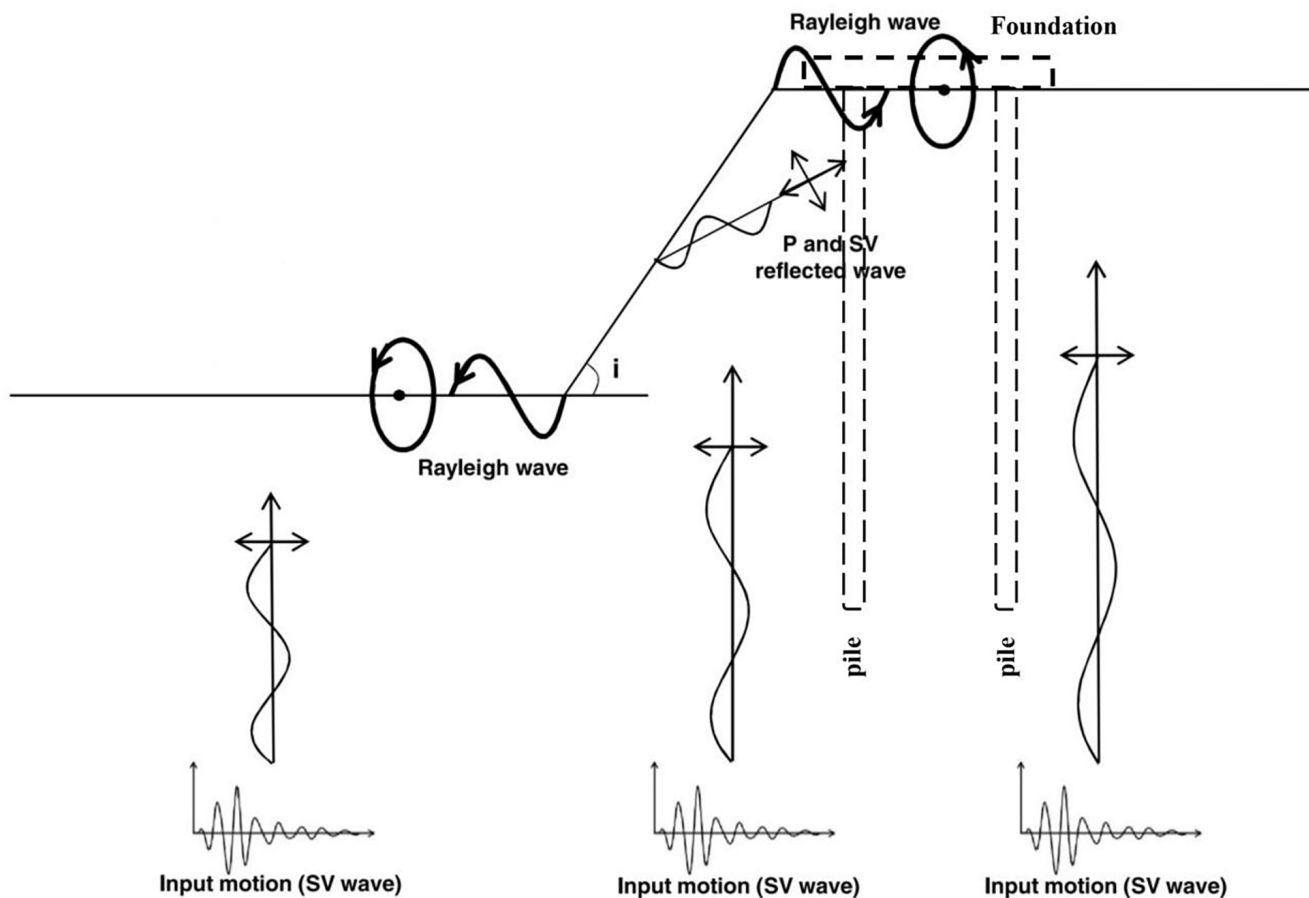 Rayleigh wave
Foundation
P and SV
reflected wave
i
Rayleigh wave
pile
pile
Input motion (SV wave)
Input motion (SV wave)
Input motion (SV wave)